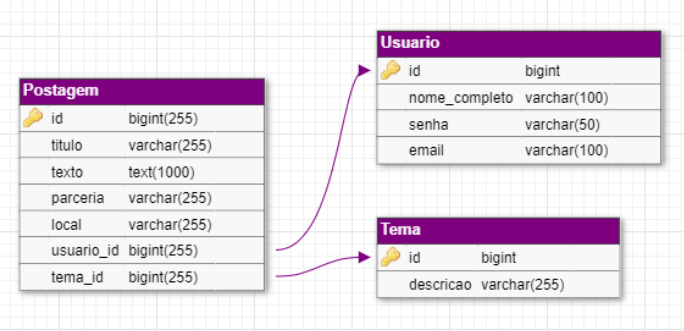 Postagem
id bigint(255)
titulo varchar(255)
texto text(1000)
parceria varchar(255)
local varchar(255)
usuario_id bigint(255)
tema_id bigint(255)
Usuario
id bigint
nome_completo varchar(100)
senha varchar(50)
email varchar(100)
Tema
id bigint
descricao varchar(255)